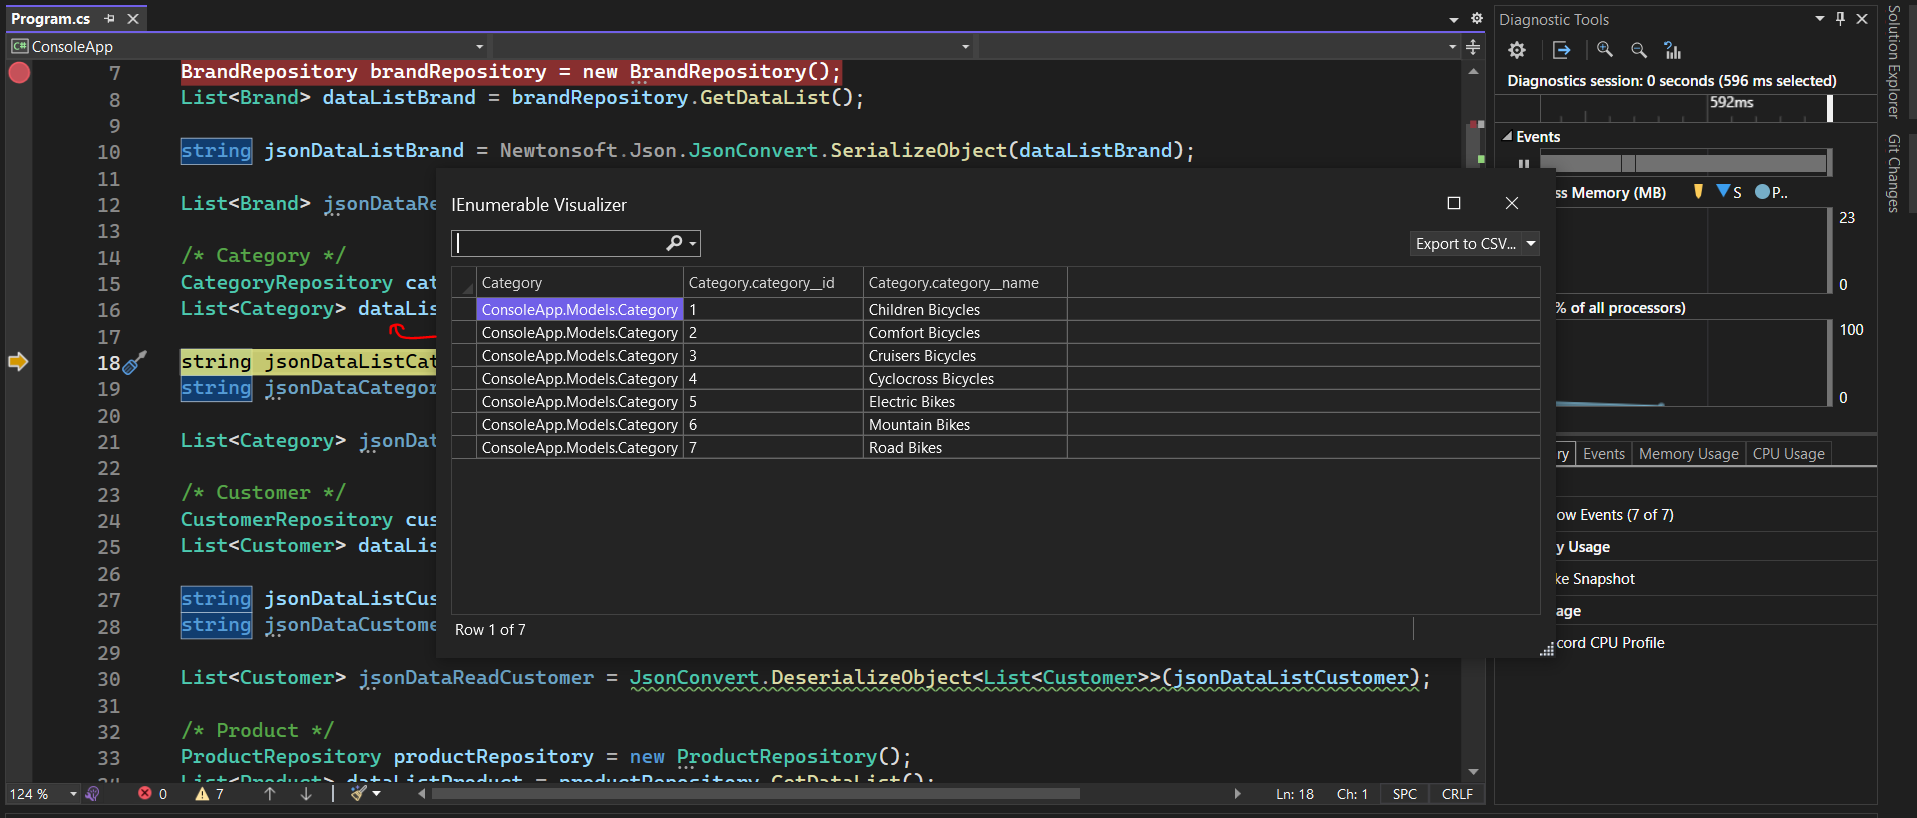 Program.cs
Diagnostic Tools
Solution Explorer
Git Changes
C# ConsoleApp
7 BrandRepository brandRepository = new BrandRepository();
8 List<Brand> dataListBrand = brandRepository.GetDataList();
9
10 string jsonDataListBrand = Newtonsoft.Json.JsonConvert.SerializeObject(dataListBrand);
11
12 List<Brand> jsonDataRe
13
14 /* Category */
15 CategoryRepository cat
16 List<Category> dataLis
17
18 string jsonDataListCat
19 string jsonDataCategor
20
21 List<Category> jsonDat
22
23 /* Customer */
24 CustomerRepository cus
25 List<Customer> dataLis
26
27 string jsonDataListCus
28 string jsonDataCustome
29
30 List<Customer> jsonDataReadCustomer = JsonConvert.DeserializeObject<List<Customer>>(jsonDataListCustomer);
31
32 /* Product */
33 ProductRepository productRepository = new ProductRepository();
34 List<Product> dataListProduct = productRepository.GetDataList();
IEnumerable Visualizer
Export to CSV...
Category Category.category__id Category.category__name
ConsoleApp.Models.Category 1 Children Bicycles
ConsoleApp.Models.Category 2 Comfort Bicycles
ConsoleApp.Models.Category 3 Cruisers Bicycles
ConsoleApp.Models.Category 4 Cyclocross Bicycles
ConsoleApp.Models.Category 5 Electric Bikes
ConsoleApp.Models.Category 6 Mountain Bikes
ConsoleApp.Models.Category 7 Road Bikes
Row 1 of 7
Diagnostics session: 0 seconds (596 ms selected)
592ms
Events
ss Memory (MB) S P..
23
0
% of all processors)
100
0
ry Events Memory Usage CPU Usage
ow Events (7 of 7)
y Usage
ke Snapshot
age
cord CPU Profile
124 % 0 7 Ln: 18 Ch: 1 SPC CRLF